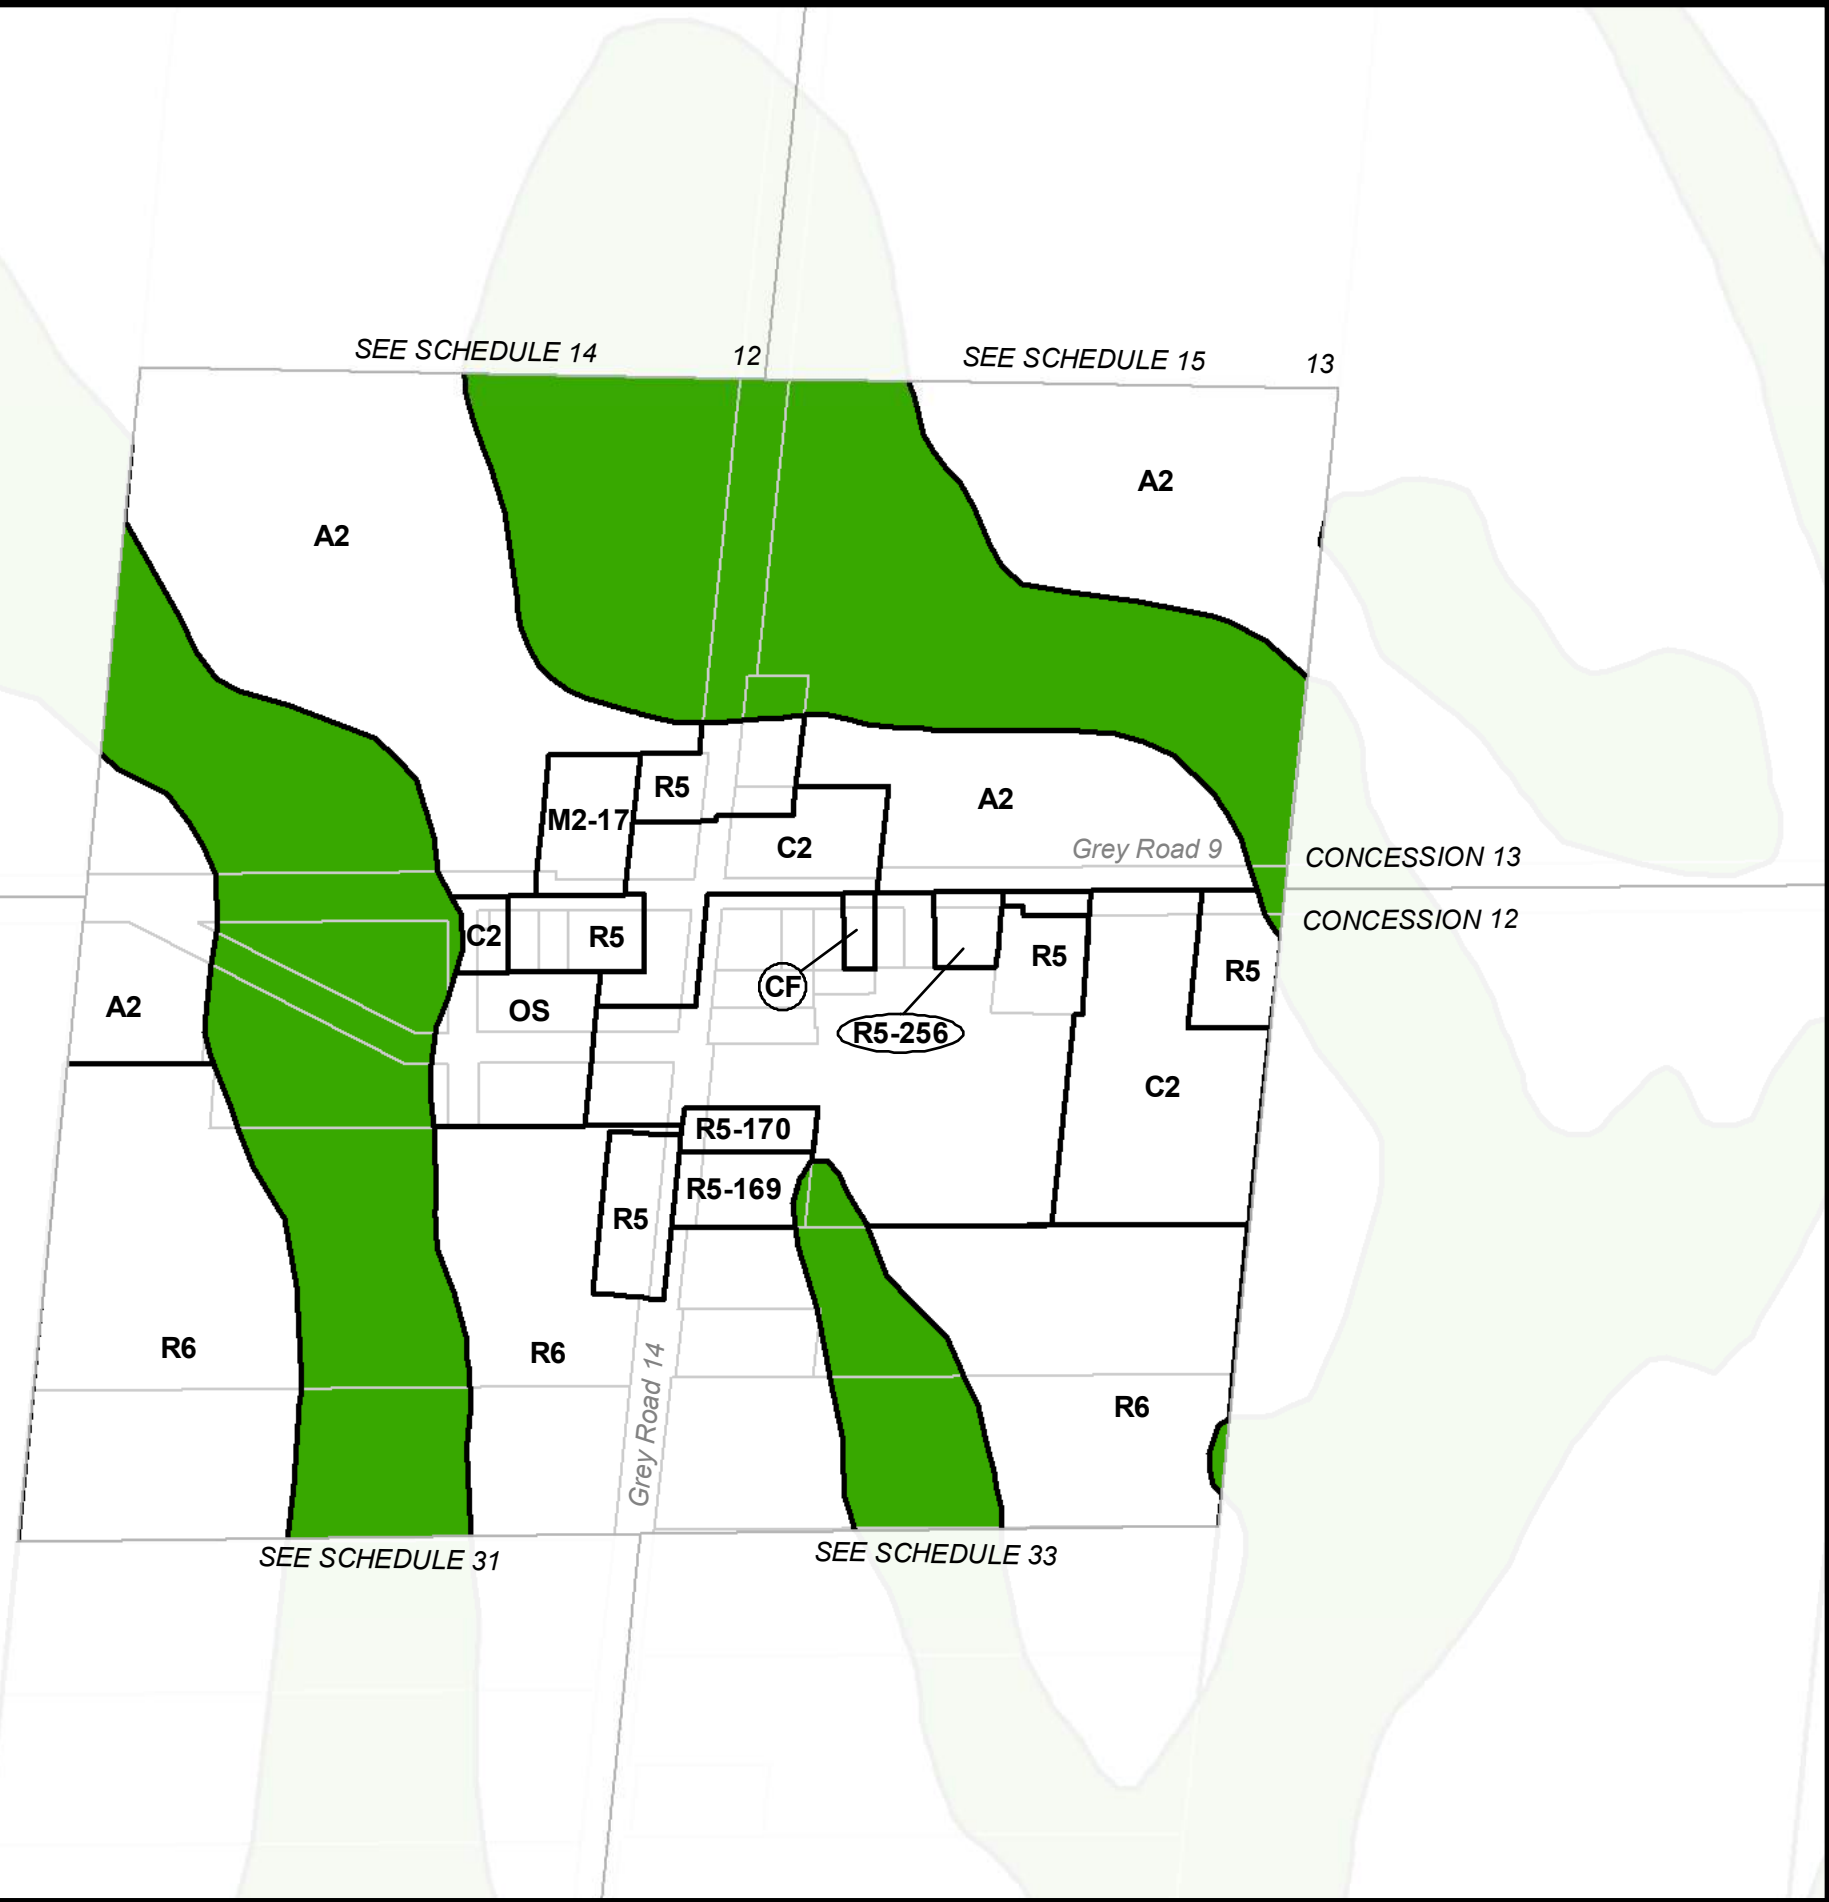 SEE SCHEDULE 14
12
SEE SCHEDULE 15
13
A2
A2
R5
M2-17
A2
C2
Grey Road 9
CONCESSION 13
CONCESSION 12
C2
R5
R5
R5
CF
A2
OS
R5-256
C2
R5-170
R5-169
R5
R6
R6
R6
Grey Road 14
SEE SCHEDULE 31
SEE SCHEDULE 33